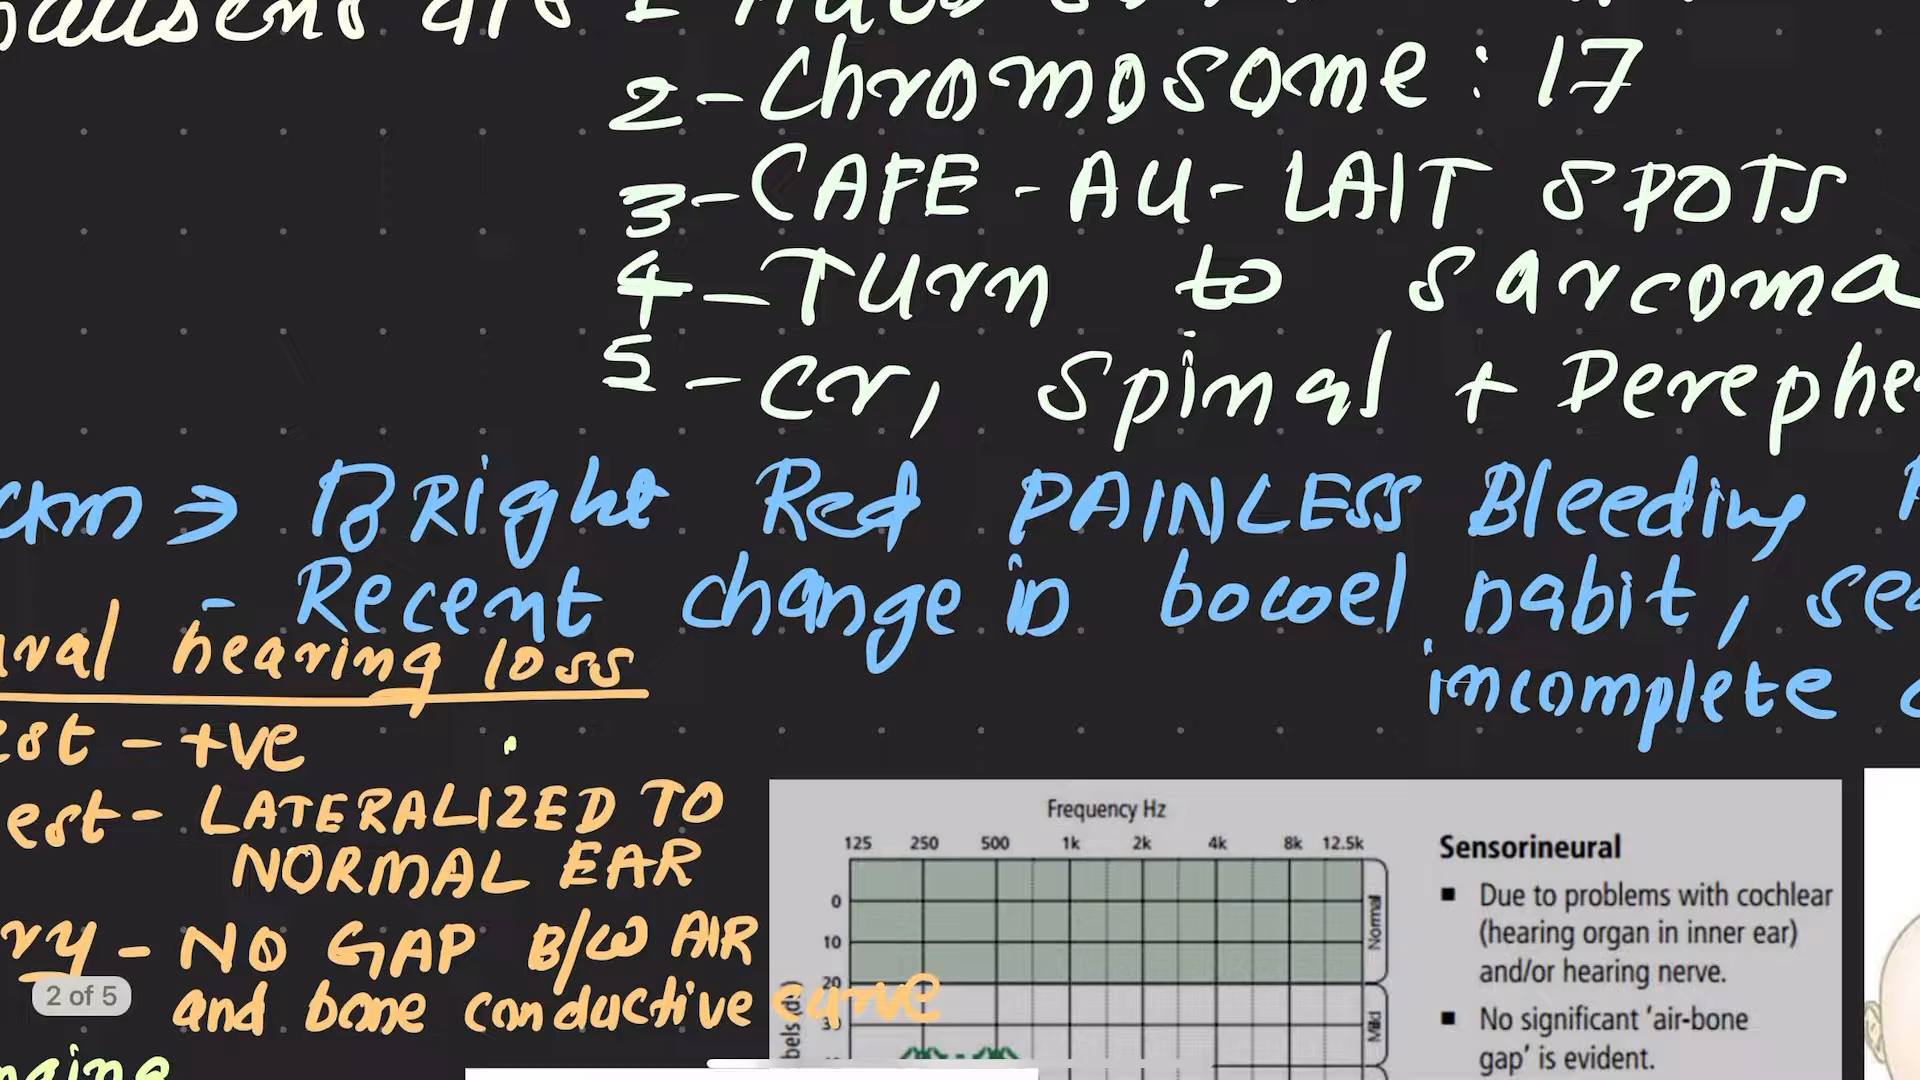 2 - Chromosome : 17
3 - CAFE - AU - LAIT SPOTS
4 - Turn to sarcoma
5 - Cr, Spinal +
⇒ BRight Red PAINLESS Bleeding
- Recent change in bowel habit,
incomplete
hearing loss
- +ve
- LATERALIZED TO
NORMAL EAR
- NO GAP B/W AIR
and bone conductive curve
2 of 5
Frequency Hz
125 250 500 1k 2k 4k 8k 12.5k
0
10
20
30
Normal
Mild
Sensorineural
■ Due to problems with cochlear
(hearing organ in inner ear)
and/or hearing nerve.
■ No significant 'air-bone
gap' is evident.